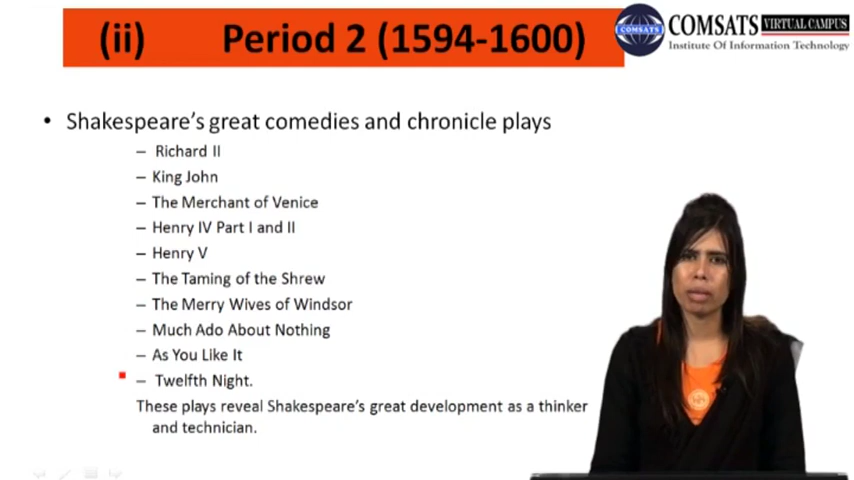 (ii) Period 2 (1594-1600)
COMSATS VIRTUAL CAMPUS
COMSATS
Institute Of Information Technology
• Shakespeare's great comedies and chronicle plays
– Richard II
– King John
– The Merchant of Venice
– Henry IV Part I and II
– Henry V
– The Taming of the Shrew
– The Merry Wives of Windsor
– Much Ado About Nothing
– As You Like It
– Twelfth Night.
These plays reveal Shakespeare's great development as a thinker
and technician.